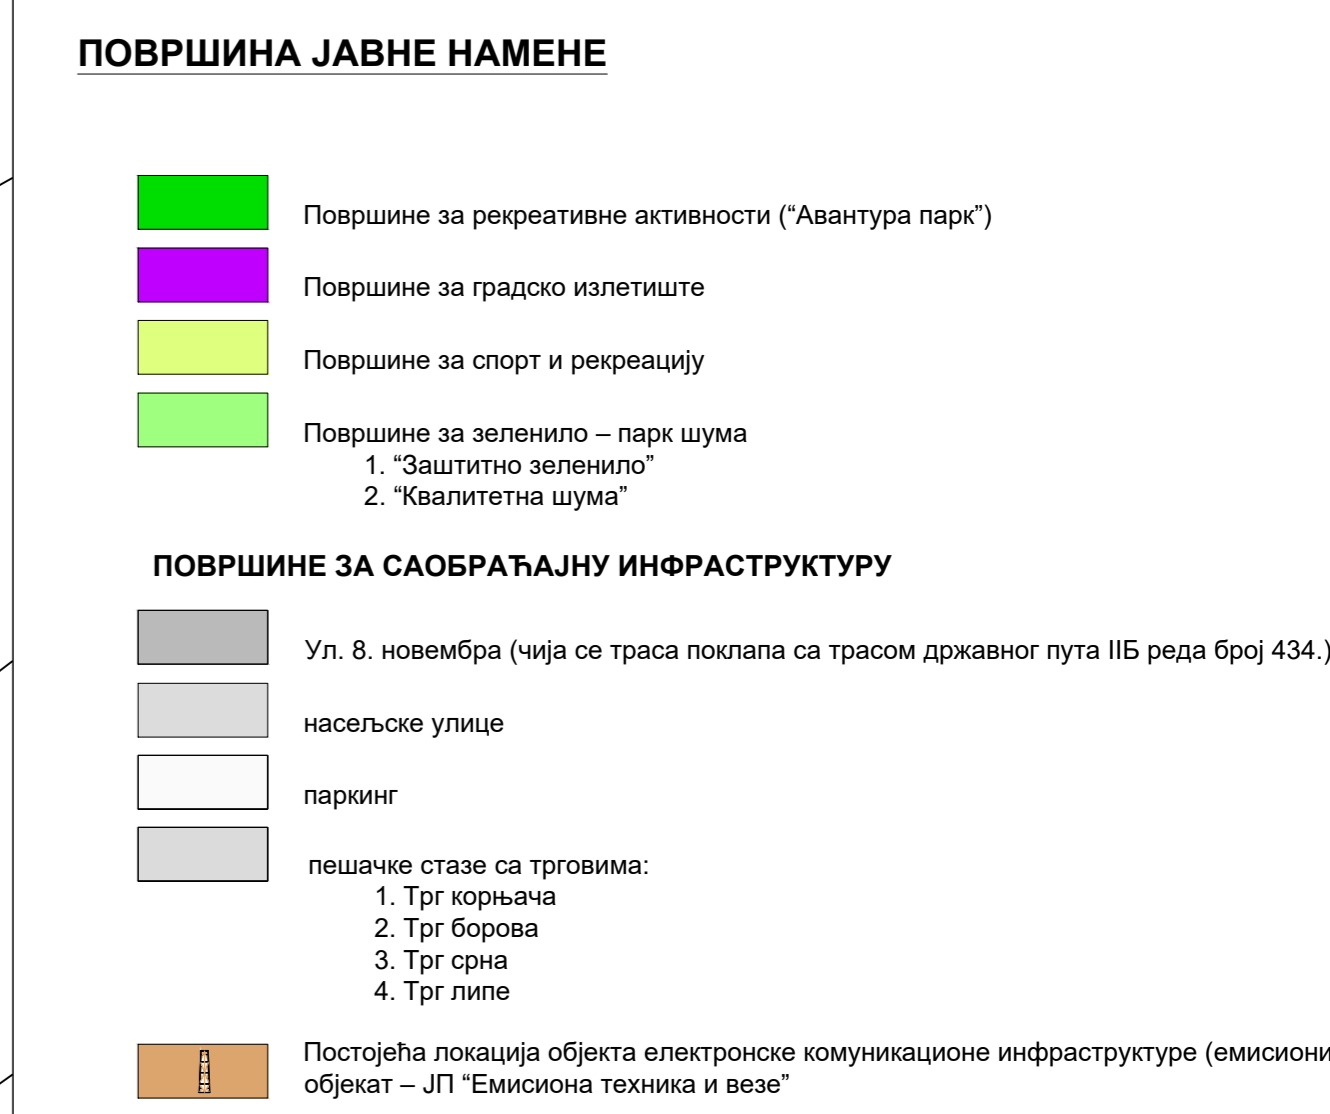 ПОВРШИНА ЈАВНЕ НАМЕНЕ
Површине за рекреативне активности (“Авантура парк”)
Површине за градско излетиште
Површине за спорт и рекреацију
Површине за зеленило – парк шума
1. “Заштитно зеленило”
2. “Квалитетна шума”
ПОВРШИНЕ ЗА САОБРАЋАЈНУ ИНФРАСТРУКТУРУ
Ул. 8. новембра (чија се траса поклапа са трасом државног пута IIБ реда број 434.)
насељске улице
паркинг
пешачке стазе са трговима:
1. Трг корњача
2. Трг борова
3. Трг срна
4. Трг липе
Постојећа локација објекта електронске комуникационе инфраструктуре (емисиони
објекат – ЈП “Емисиона техника и везе”